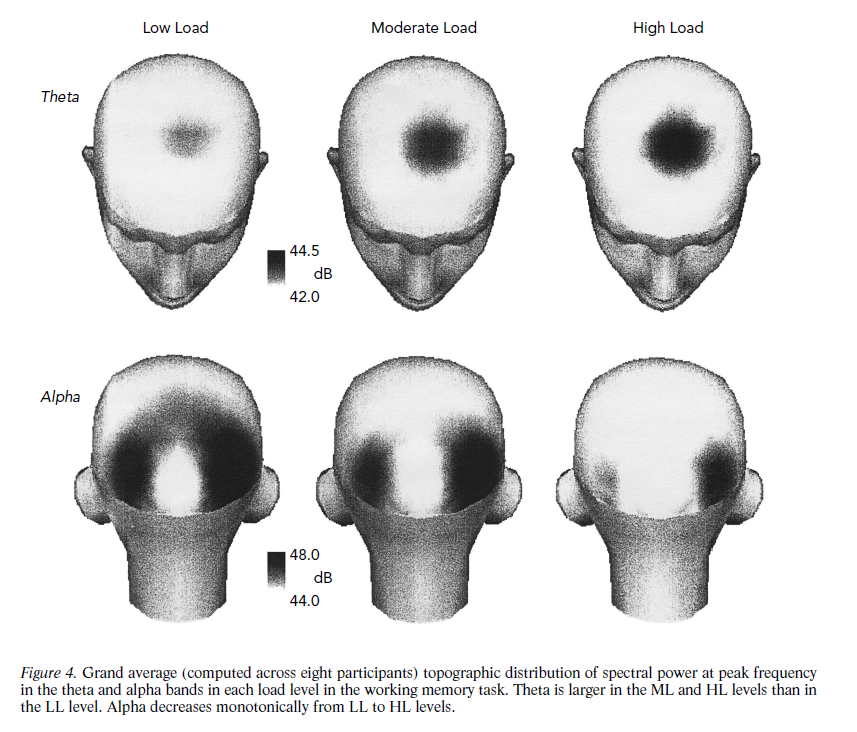 Low Load
Moderate Load
High Load
Theta
44.5
dB
42.0
Alpha
48.0
dB
44.0
Figure 4. Grand average (computed across eight participants) topographic distribution of spectral power at peak frequency
in the theta and alpha bands in each load level in the working memory task. Theta is larger in the ML and HL levels than in
the LL level. Alpha decreases monotonically from LL to HL levels.